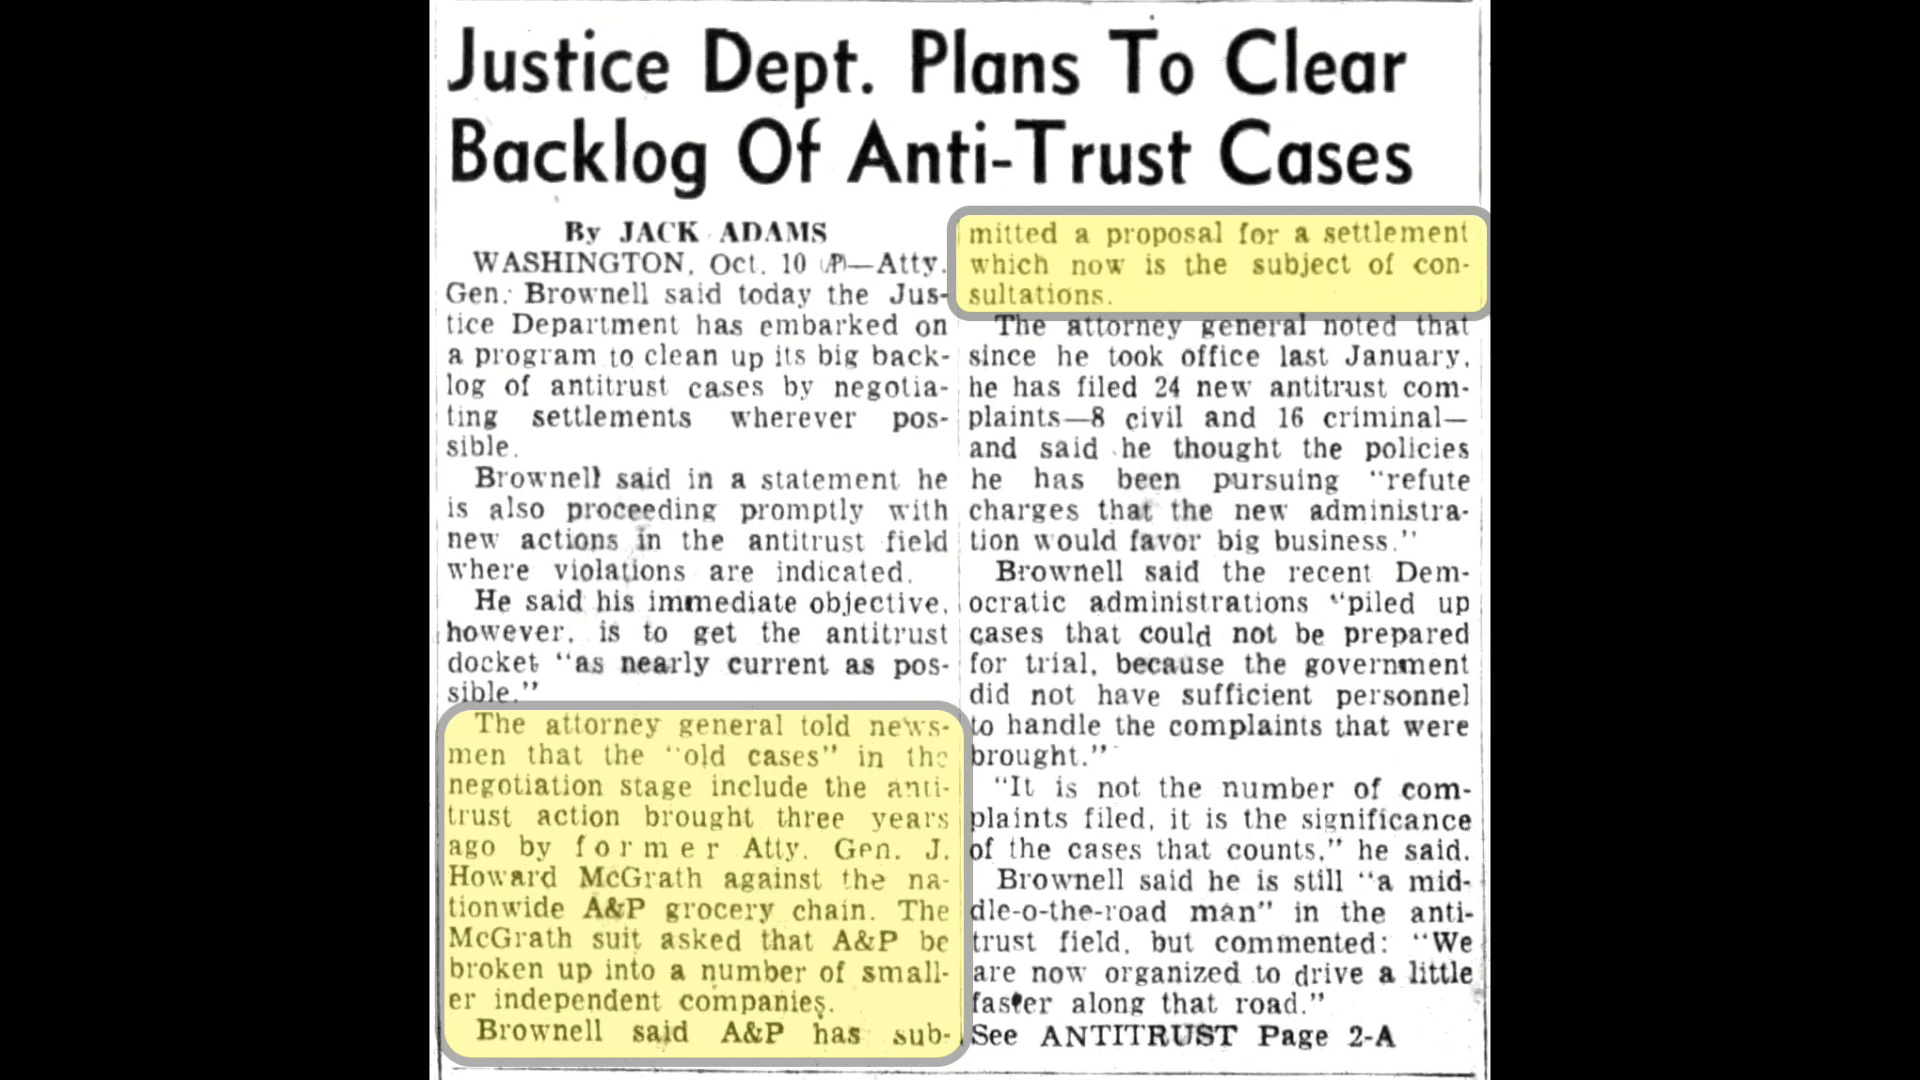 Justice Dept. Plans To Clear
Backlog Of Anti-Trust Cases
By JACK ADAMS
WASHINGTON, Oct. 10 (AP)—Atty.
Gen. Brownell said today the Jus-
tice Department has embarked on
a program to clean up its big back-
log of antitrust cases by negotia-
ting settlements wherever pos-
sible.
Brownell said in a statement he
is also proceeding promptly with
new actions in the antitrust field
where violations are indicated.
He said his immediate objective,
however, is to get the antitrust
docket "as nearly current as pos-
sible."
The attorney general told news-
men that the "old cases" in the
negotiation stage include the anti-
trust action brought three years
ago by former Atty. Gen. J.
Howard McGrath against the na-
tionwide A&P grocery chain. The
McGrath suit asked that A&P be
broken up into a number of small-
er independent companies.
Brownell said A&P has sub-
mitted a proposal for a settlement
which now is the subject of con-
sultations.
The attorney general noted that
since he took office last January,
he has filed 24 new antitrust com-
plaints—8 civil and 16 criminal—
and said he thought the policies
he has been pursuing "refute
charges that the new administra-
tion would favor big business."
Brownell said the recent Dem-
ocratic administrations "piled up
cases that could not be prepared
for trial, because the government
did not have sufficient personnel
to handle the complaints that were
brought."
"It is not the number of com-
plaints filed, it is the significance
of the cases that counts," he said.
Brownell said he is still "a mid-
dle-o-the-road man" in the anti-
trust field, but commented: "We
are now organized to drive a little
faster along that road."
See ANTITRUST Page 2-A